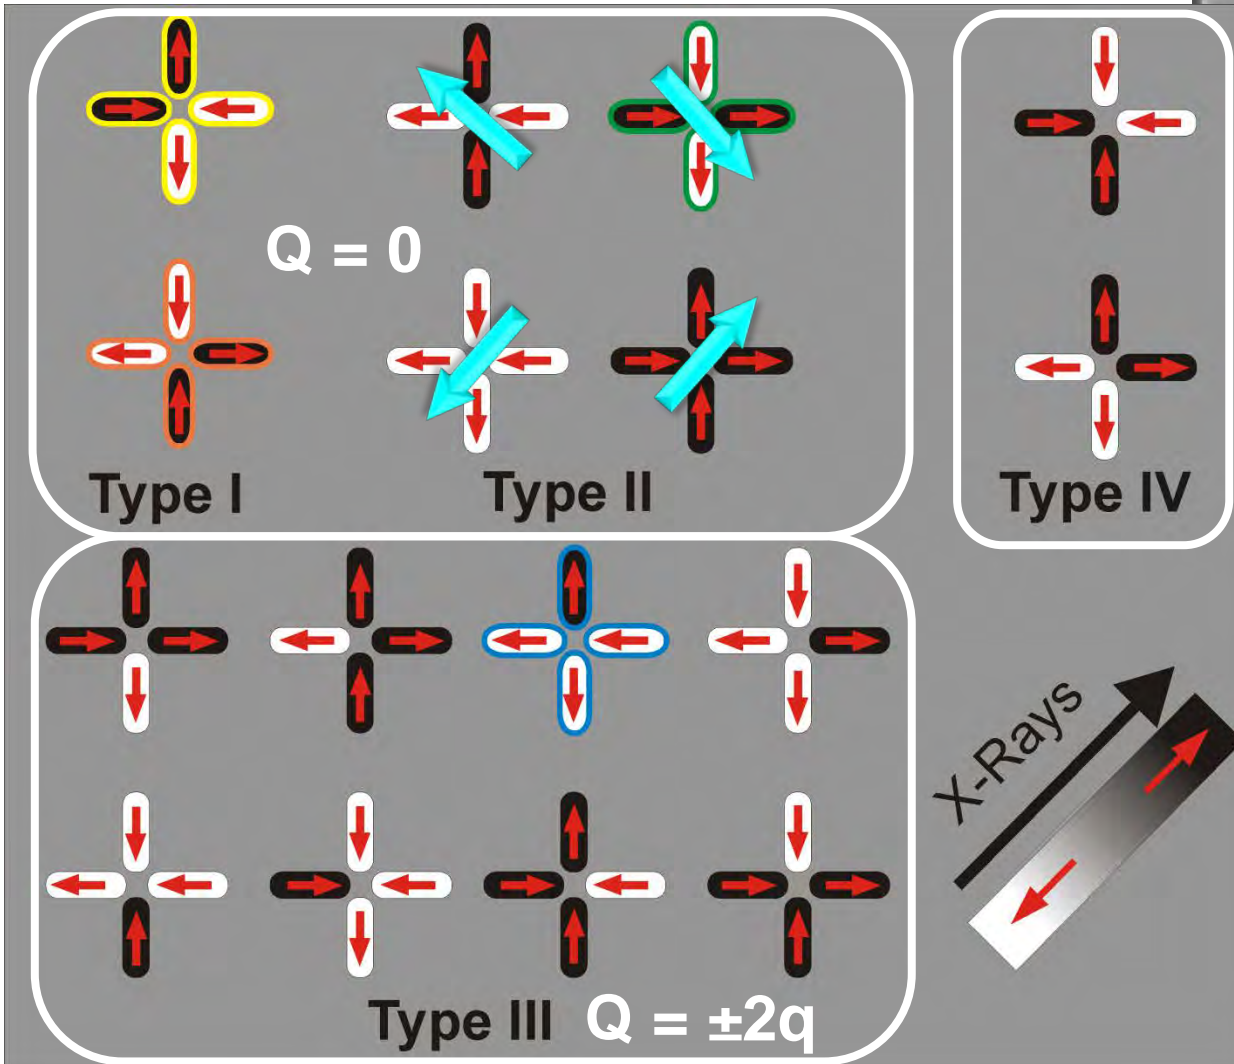 Q = 0
Type I
Type II
Type IV
X-Rays
Type III
Q = ±2q